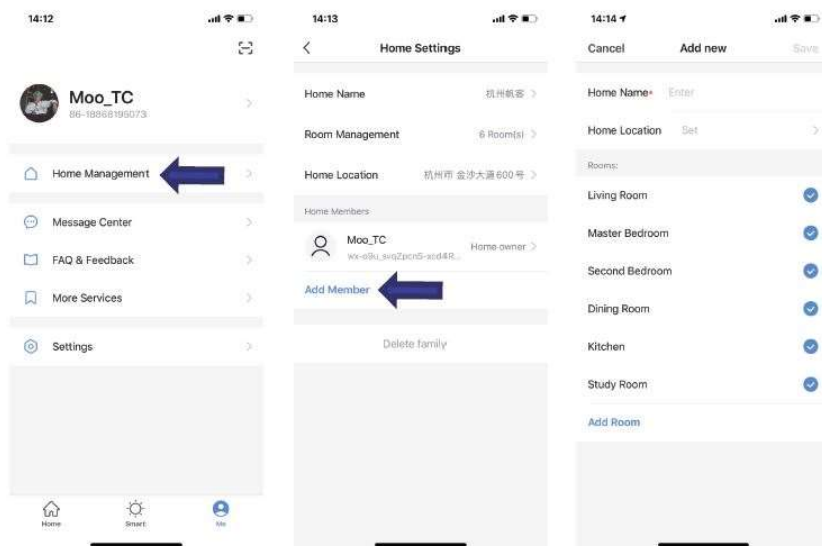 14:12
Moo_TC
86-18868195073
Home Management
Message Center
FAQ & Feedback
More Services
Settings
Home
Smart
Me
14:13
Home Settings
Home Name 杭州帆客
Room Management 6 Room(s)
Home Location 杭州市 金沙大道600号
Home Members
Moo_TC
Home owner
Add Member
Delete family
14:14
Cancel Add new Save
Home Name* Enter
Home Location Set
Rooms:
Living Room
Master Bedroom
Second Bedroom
Dining Room
Kitchen
Study Room
Add Room